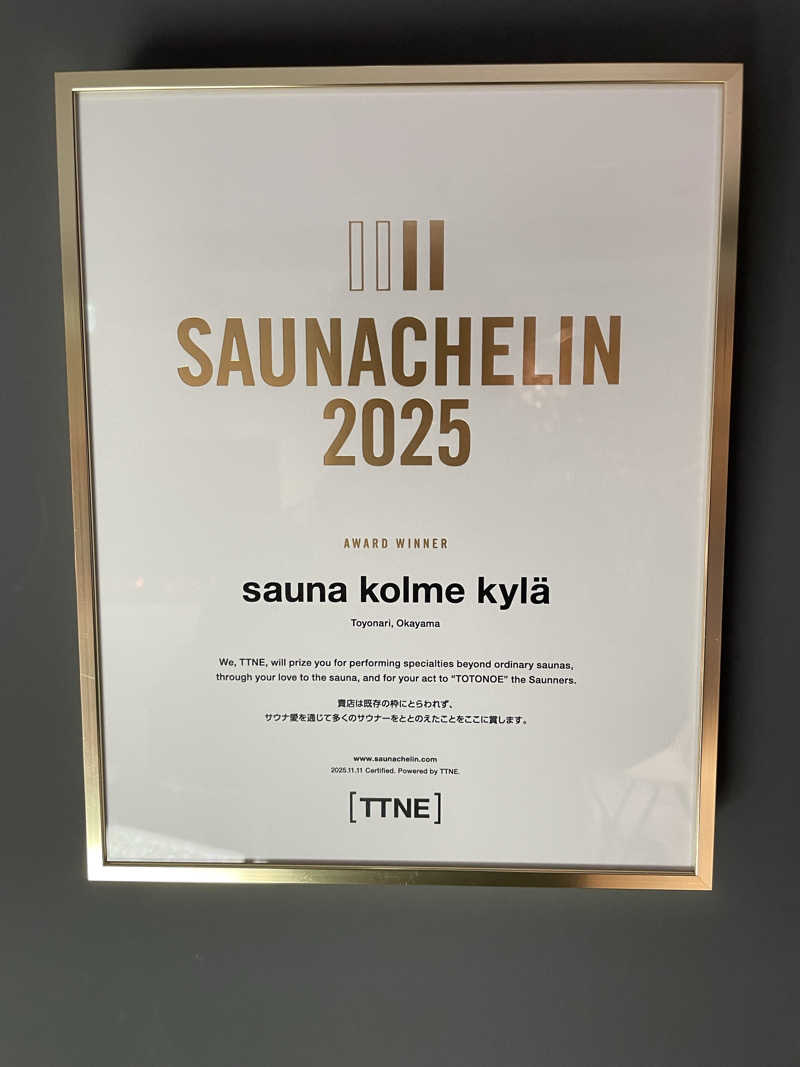 SAUNACHELIN
2025
AWARD WINNER
sauna kolme kylä
Toyonari, Okayama
We, TTNE, will prize you for performing specialties beyond ordinary saunas,
through your love to the sauna, and for your act to “TOTONOE” the Saunners.
貴店は既存の枠にとらわれず、
サウナ愛を通じて多くのサウナーをととのえたことをここに賞します。
www.saunachelin.com
2025.11.11 Certified. Powered by TTNE.
[TTNE]